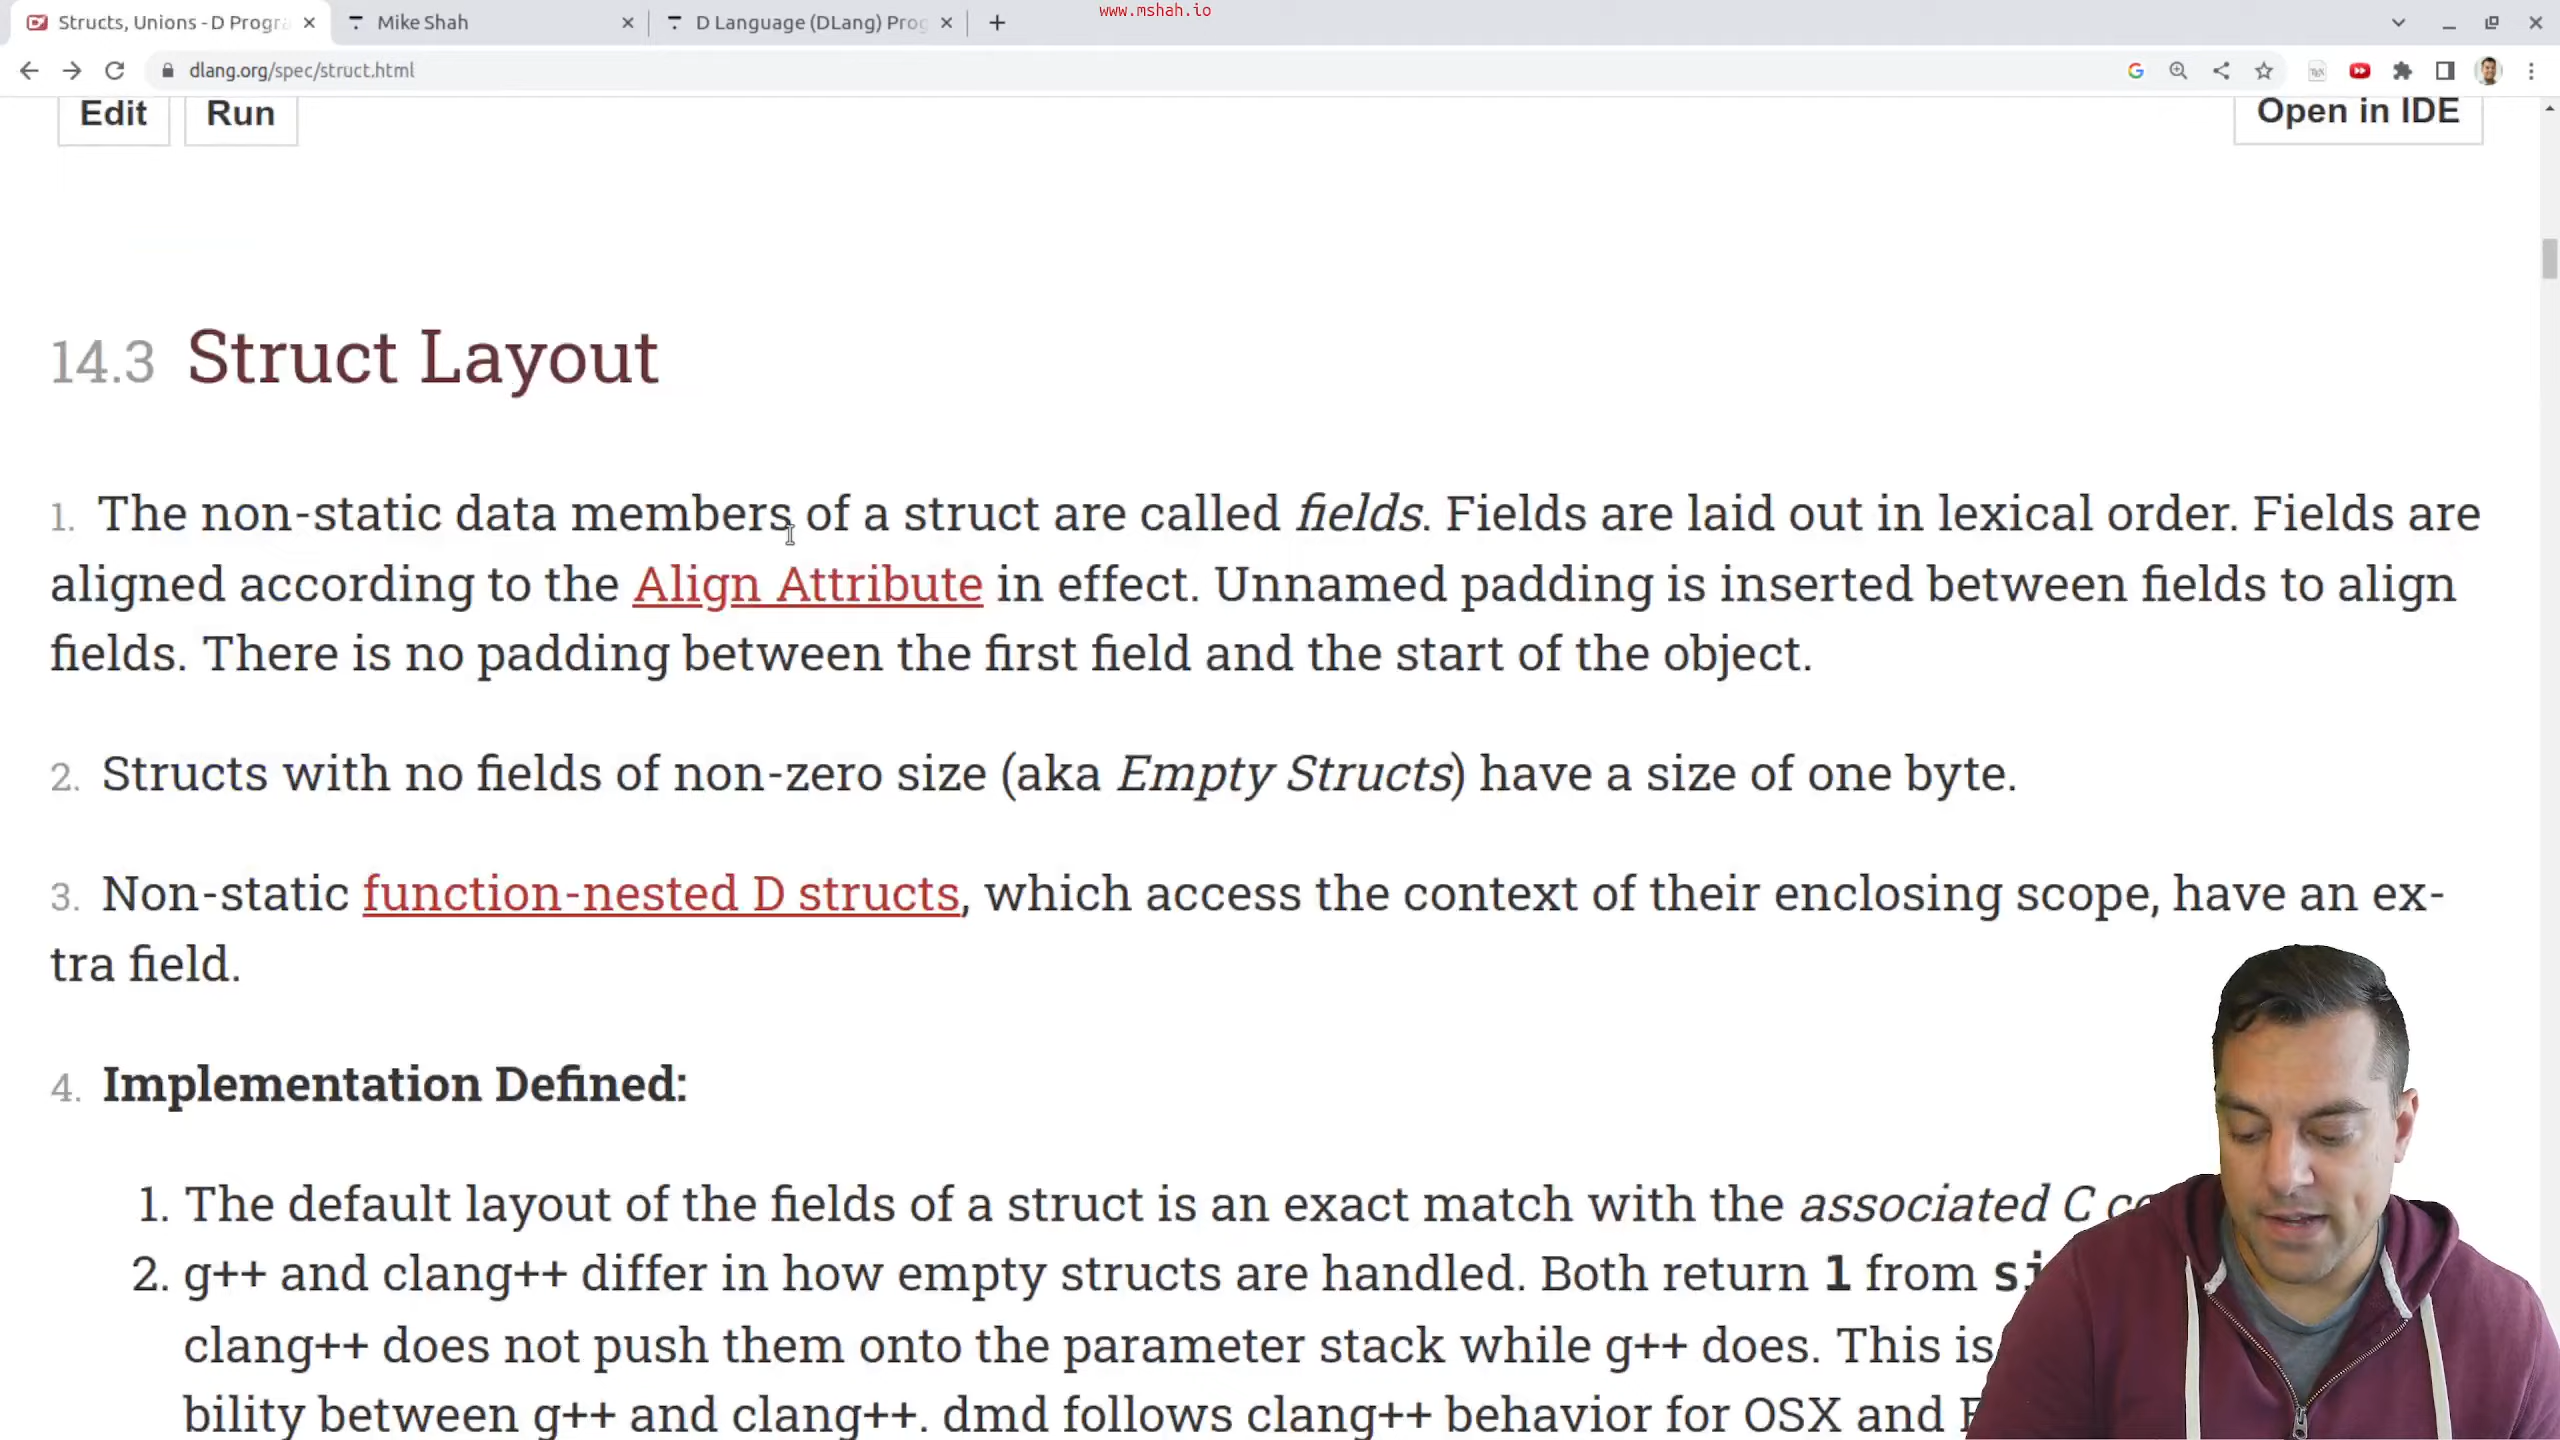 www.mshah.io
Structs, Unions - D Progra
Mike Shah
D Language (DLang) Prog
dlang.org/spec/struct.html
Edit
Run
Open in IDE
14.3 Struct Layout
1. The non-static data members of a struct are called fields. Fields are laid out in lexical order. Fields are
aligned according to the Align Attribute in effect. Unnamed padding is inserted between fields to align
fields. There is no padding between the first field and the start of the object.
2. Structs with no fields of non-zero size (aka Empty Structs) have a size of one byte.
3. Non-static function-nested D structs, which access the context of their enclosing scope, have an ex-
tra field.
4. Implementation Defined:
1. The default layout of the fields of a struct is an exact match with the associated C
2. g++ and clang++ differ in how empty structs are handled. Both return 1 from
clang++ does not push them onto the parameter stack while g++ does. This is
bility between g++ and clang++. dmd follows clang++ behavior for OSX and